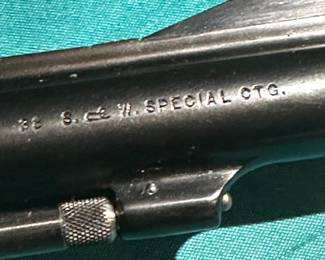 38 S. & W. SPECIAL CTG.